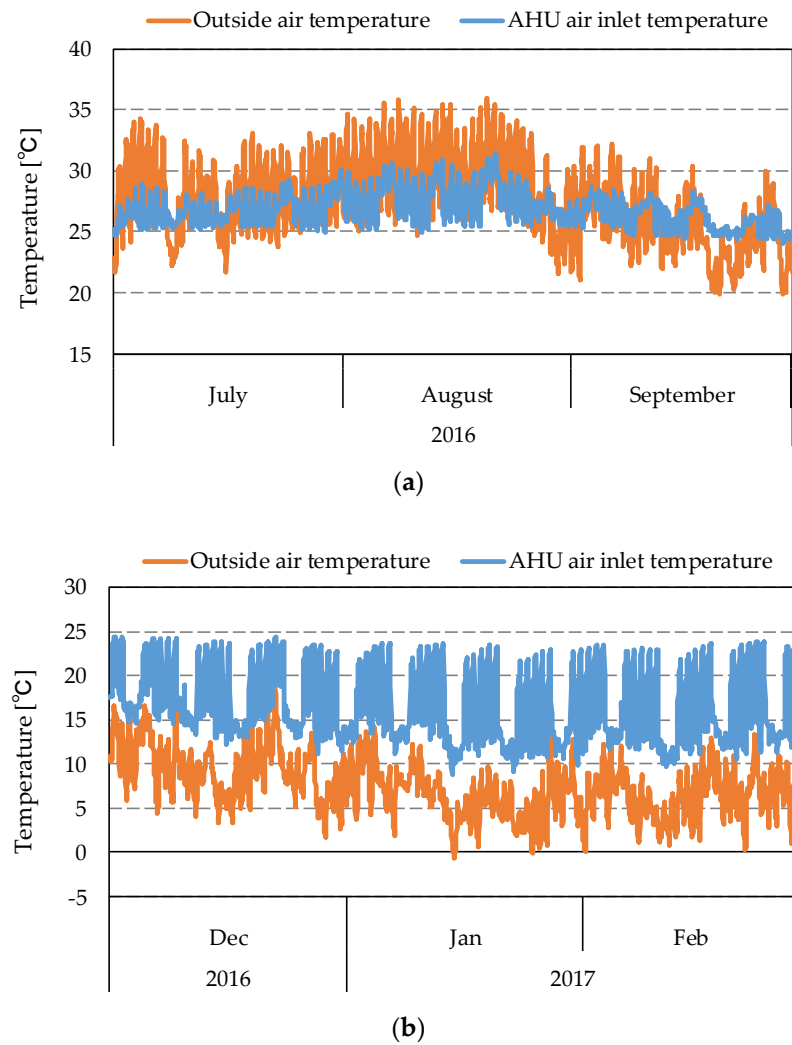 Outside air temperature AHU air inlet temperature
40
35
30
25
20
15
Temperature [℃]
July August September
2016
(a)
Outside air temperature AHU air inlet temperature
30
25
20
15
10
5
0
-5
Temperature [℃]
Dec Jan Feb
2016 2017
(b)